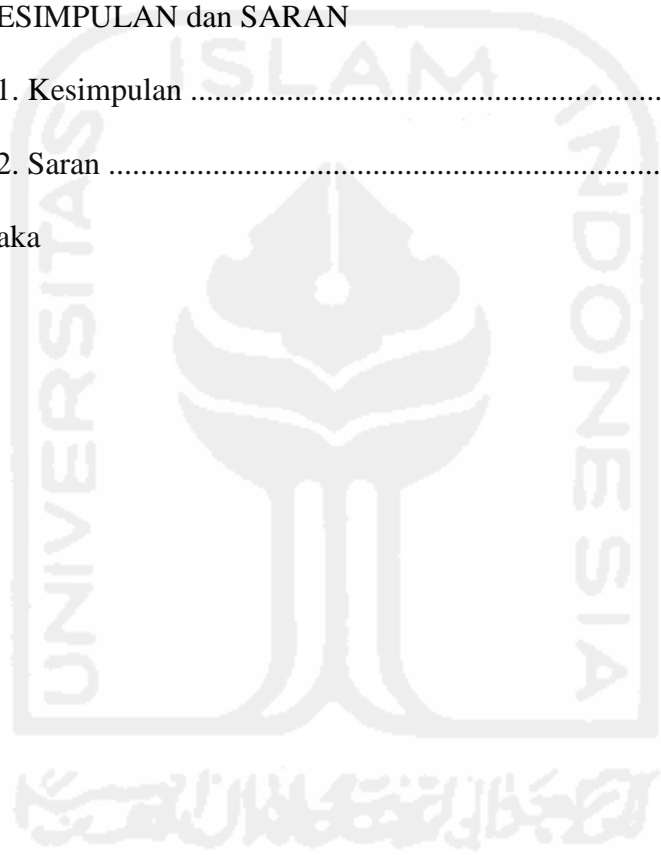 ESIMPULAN dan SARAN
1. Kesimpulan ............................................................
2. Saran ......................................................................
aka
ISLAM
UNIVERSITAS
INDONESIA